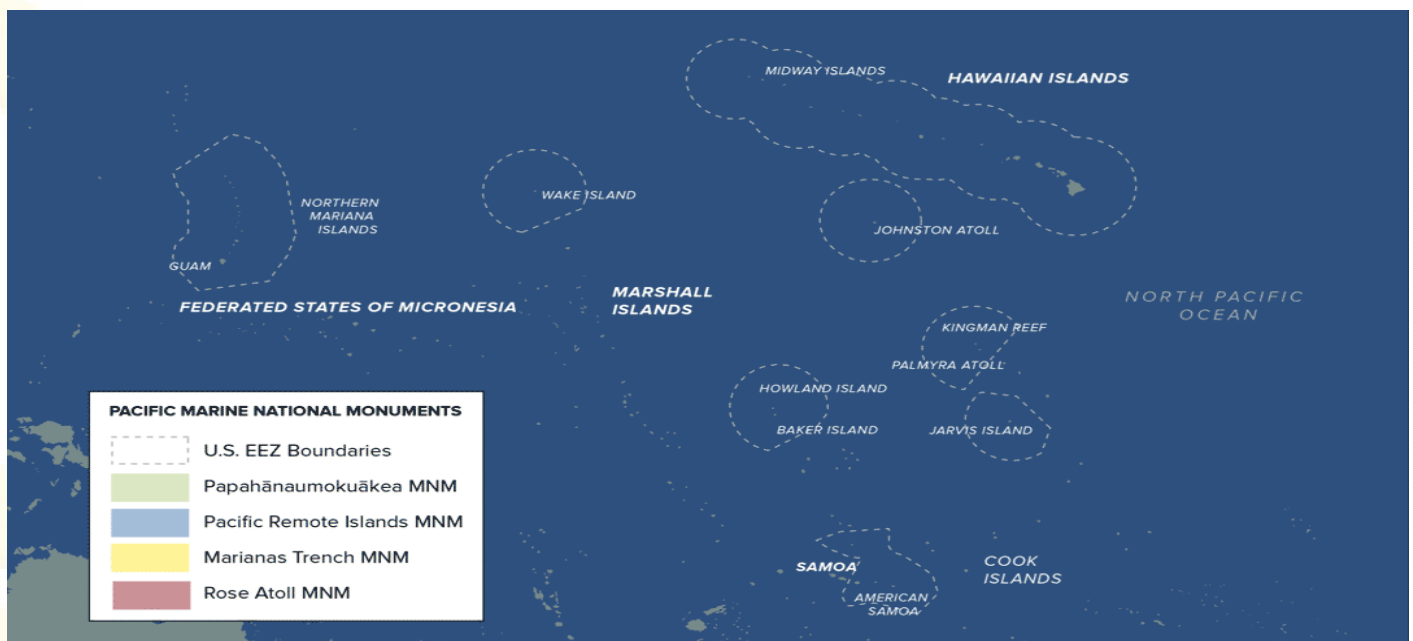 MIDWAY ISLANDS
HAWAIIAN ISLANDS
WAKE ISLAND
NORTHERN
MARIANA
ISLANDS
JOHNSTON ATOLL
GUAM
FEDERATED STATES OF MICRONESIA
MARSHALL
ISLANDS
NORTH PACIFIC
OCEAN
KINGMAN REEF
PALMYRA ATOLL
HOWLAND ISLAND
BAKER ISLAND
JARVIS ISLAND
PACIFIC MARINE NATIONAL MONUMENTS
U.S. EEZ Boundaries
Papahānaumokuākea MNM
Pacific Remote Islands MNM
Marianas Trench MNM
Rose Atoll MNM
SAMOA
COOK
ISLANDS
AMERICAN
SAMOA